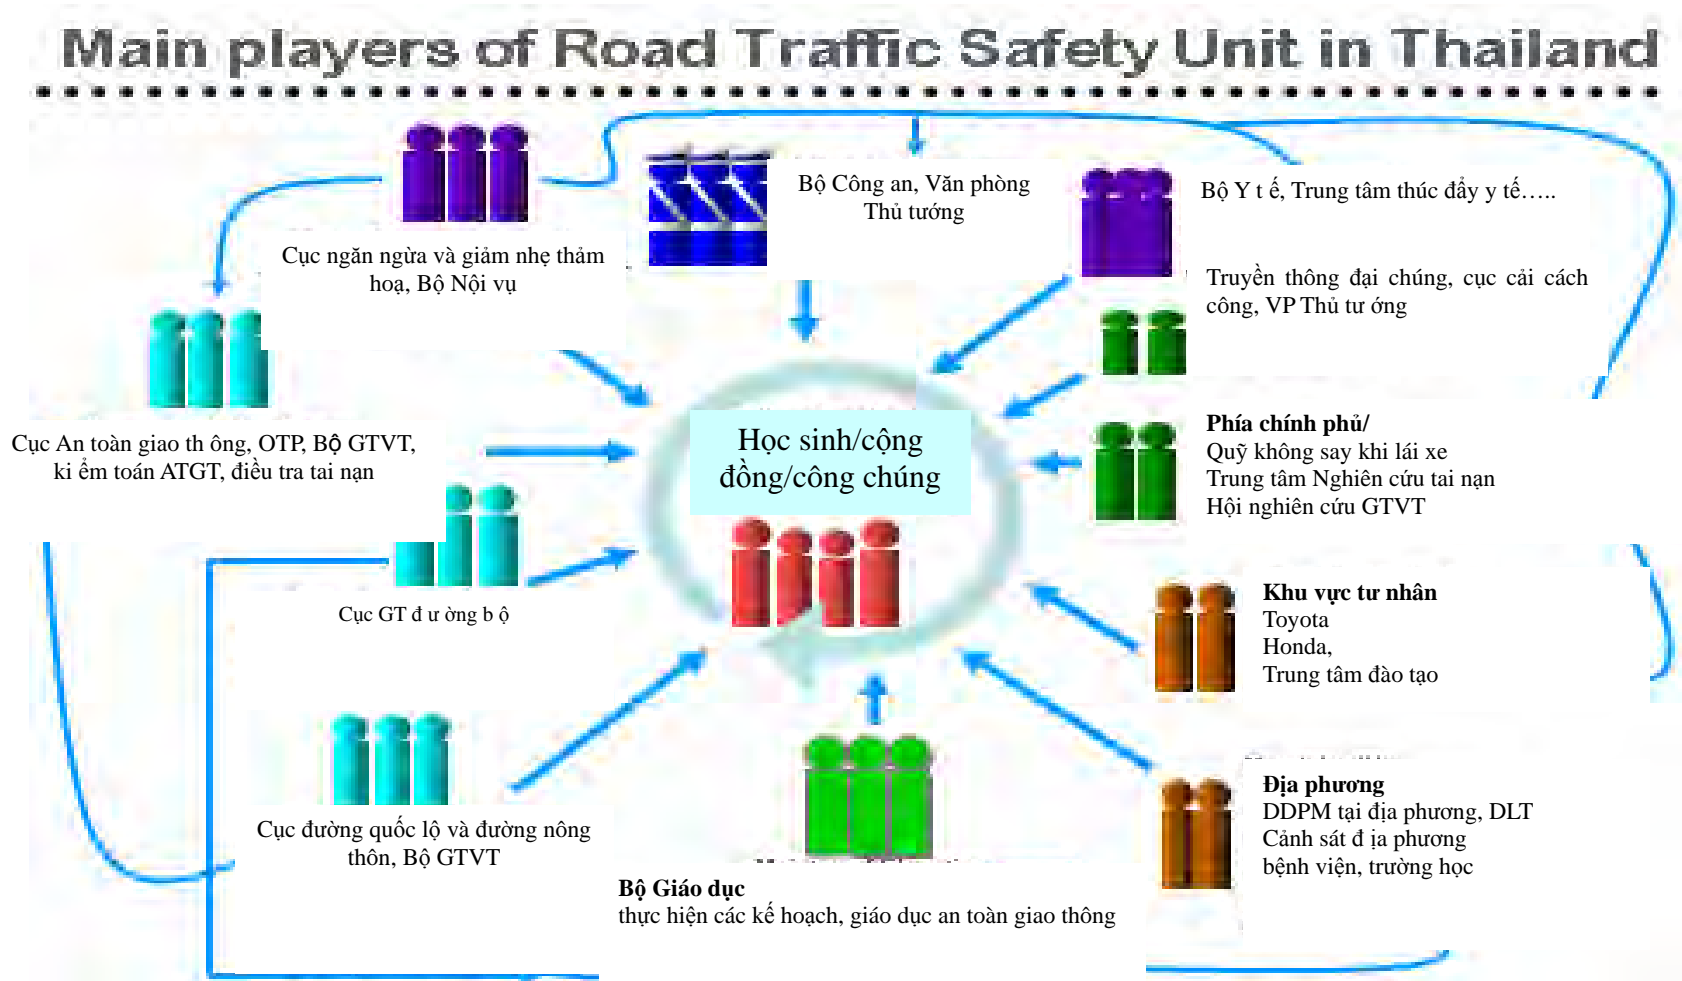 Main players of Road Traffic Safety Unit in Thailand
Bộ Công an, Văn phòng
Thủ tướng
Bộ Y t ế, Trung tâm thúc đẩy y tế…..
Cục ngăn ngừa và giảm nhẹ thảm
hoạ, Bộ Nội vụ
Truyền thông đại chúng, cục cải cách
công, VP Thủ tư ớng
Cục An toàn giao th ông, OTP, Bộ GTVT,
ki ểm toán ATGT, điều tra tai nạn
Học sinh/cộng
đồng/công chúng
Phía chính phủ/
Quỹ không say khi lái xe
Trung tâm Nghiên cứu tai nạn
Hội nghiên cứu GTVT
Cục GT đ ư ờng b ộ
Khu vực tư nhân
Toyota
Honda,
Trung tâm đào tạo
Cục đường quốc lộ và đường nông
thôn, Bộ GTVT
Địa phương
DDPM tại địa phương, DLT
Cảnh sát đ ịa phương
bệnh viện, trường học
Bộ Giáo dục
thực hiện các kế hoạch, giáo dục an toàn giao thông